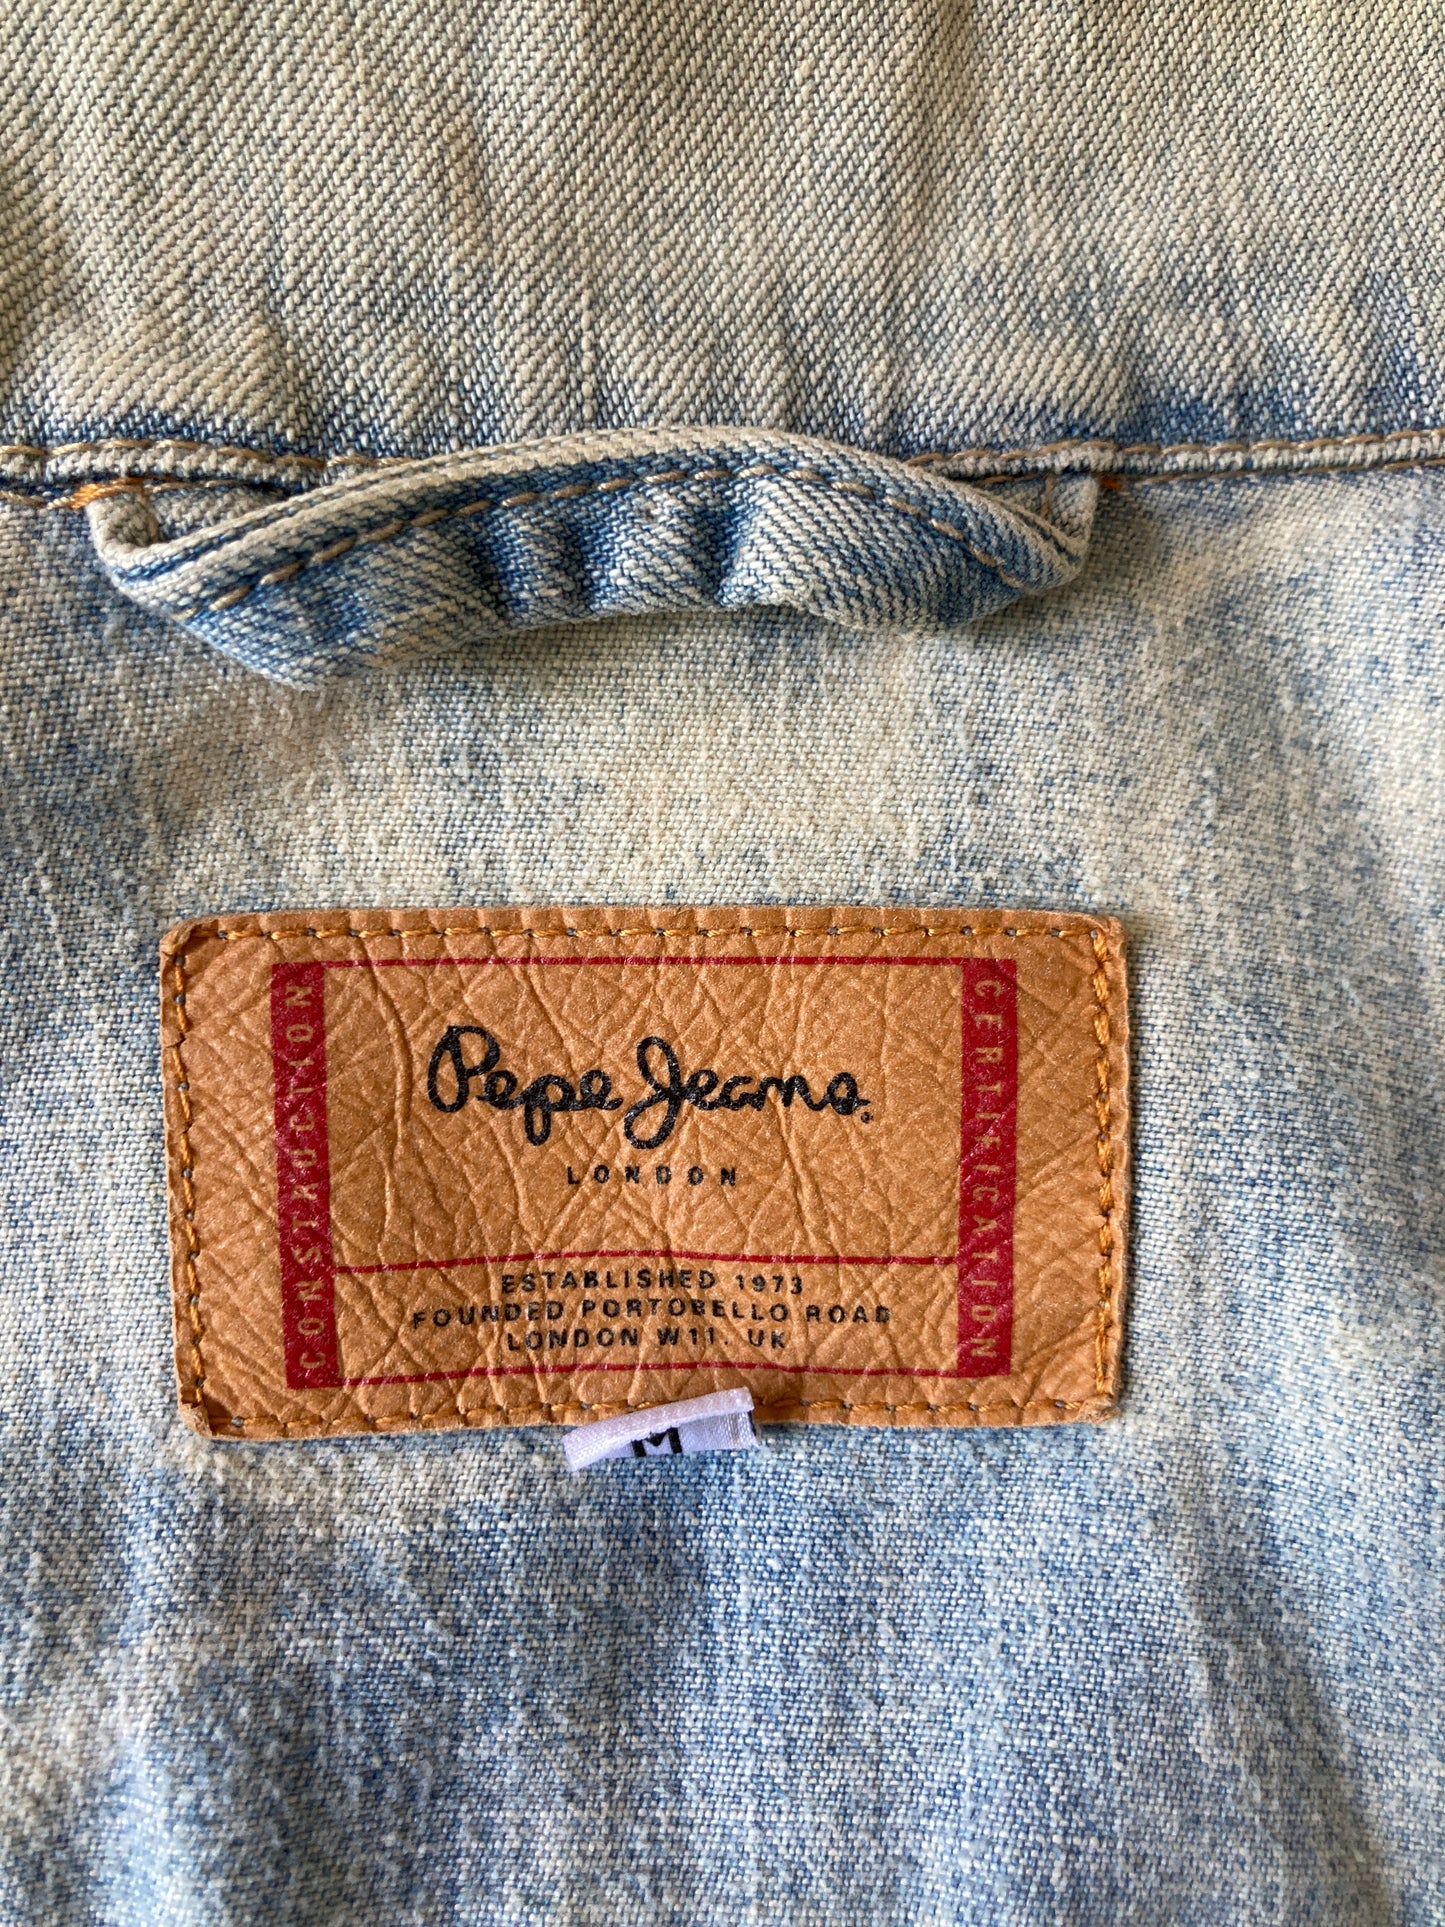 CONSTRUCTION
CERTIFICATION
Pepe Jeans
LONDON
ESTABLISHED 1973
FOUNDED PORTOBELLO ROAD
LONDON W11. UK
M